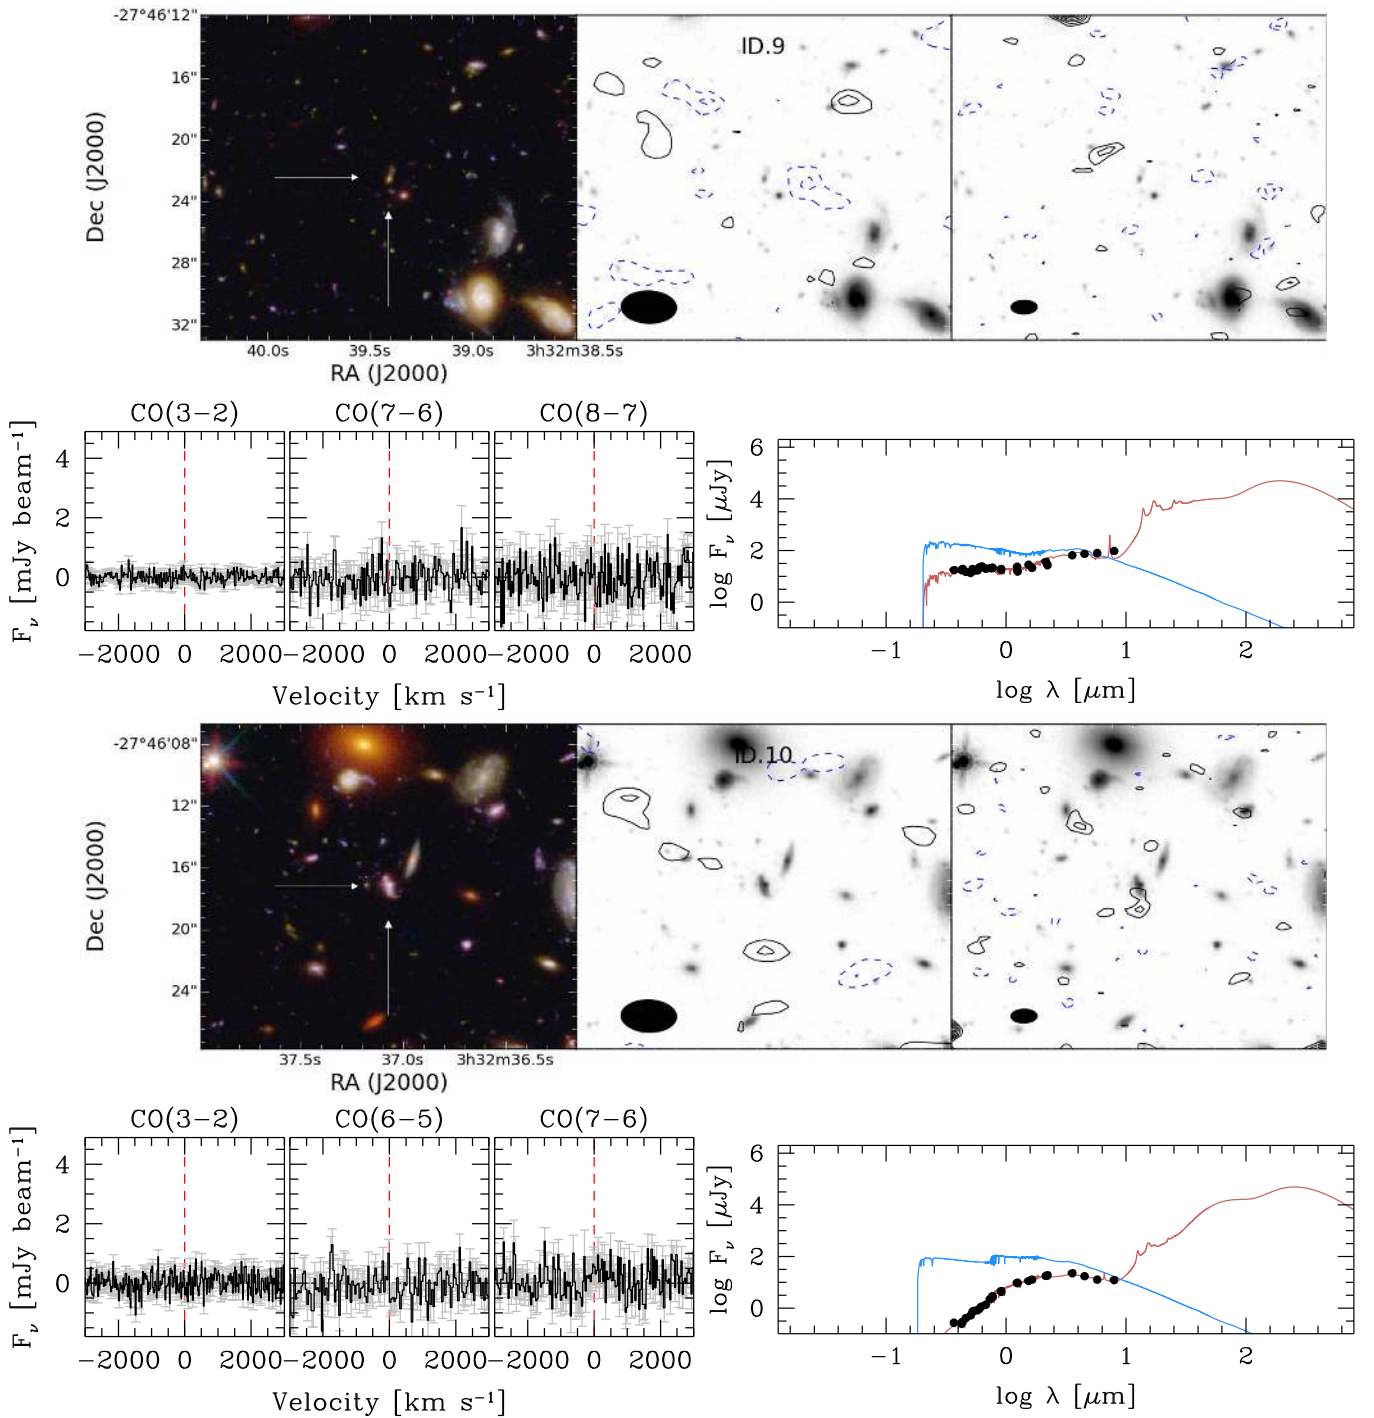 -27°46'12"
16"
20"
24"
28"
32"
Dec (J2000)
ID.9
40.0s 39.5s 39.0s 3h32m38.5s
RA (J2000)
CO(3−2) CO(7−6) CO(8−7)
4
2
0
F_ν [mJy beam⁻¹]
−2000 0 2000 −2000 0 2000 −2000 0 2000
Velocity [km s⁻¹]
6
4
2
0
log F_ν [μJy]
−1 0 1 2
log λ [μm]
-27°46'08"
12"
16"
20"
24"
Dec (J2000)
ID.10
37.5s 37.0s 3h32m36.5s
RA (J2000)
CO(3−2) CO(6−5) CO(7−6)
4
2
0
F_ν [mJy beam⁻¹]
−2000 0 2000 −2000 0 2000 −2000 0 2000
Velocity [km s⁻¹]
6
4
2
0
log F_ν [μJy]
−1 0 1 2
log λ [μm]